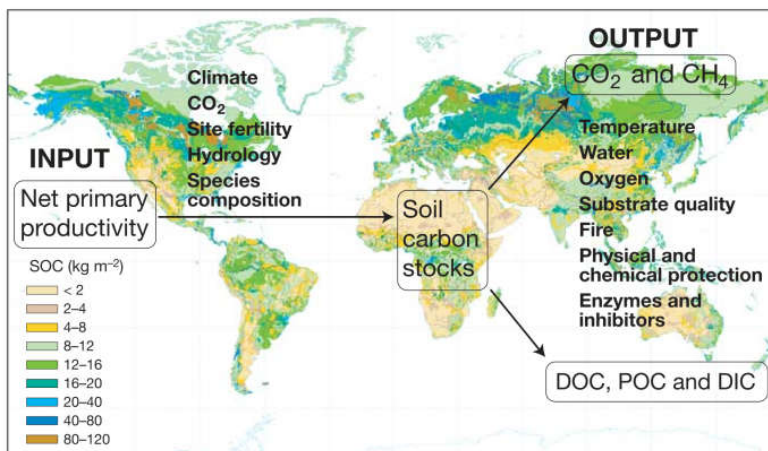 OUTPUT
CO₂ and CH₄
Climate
CO₂
Site fertility
Hydrology
Species
composition
INPUT
Net primary
productivity
Soil
carbon
stocks
Temperature
Water
Oxygen
Substrate quality
Fire
Physical and
chemical protection
Enzymes and
inhibitors
DOC, POC and DIC
SOC (kg m⁻²)
< 2
2–4
4–8
8–12
12–16
16–20
20–40
40–80
80–120